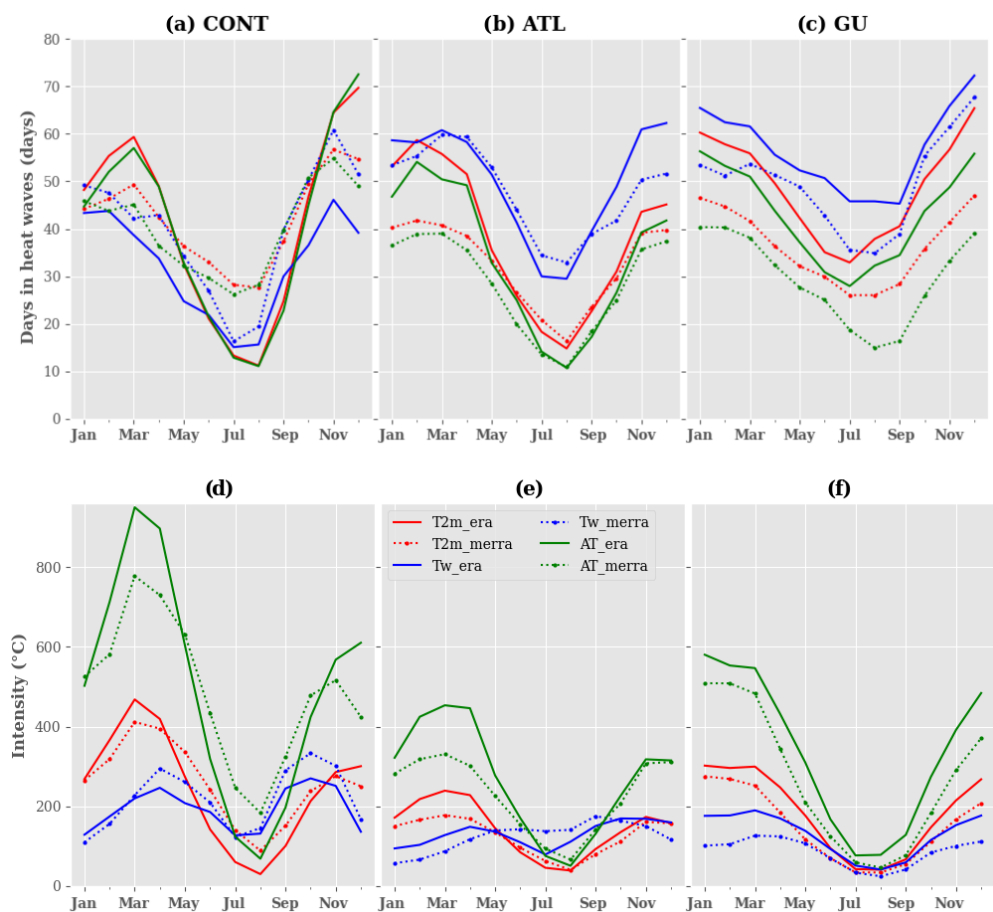 (a) CONT (b) ATL (c) GU
Days in heat waves (days)
80
70
60
50
40
30
20
10
0
Jan Mar May Jul Sep Nov Jan Mar May Jul Sep Nov Jan Mar May Jul Sep Nov
(d) (e) (f)
Intensity (°C)
800
600
400
200
0
T2m_era Tw_merra
T2m_merra AT_era
Tw_era AT_merra
Jan Mar May Jul Sep Nov Jan Mar May Jul Sep Nov Jan Mar May Jul Sep Nov